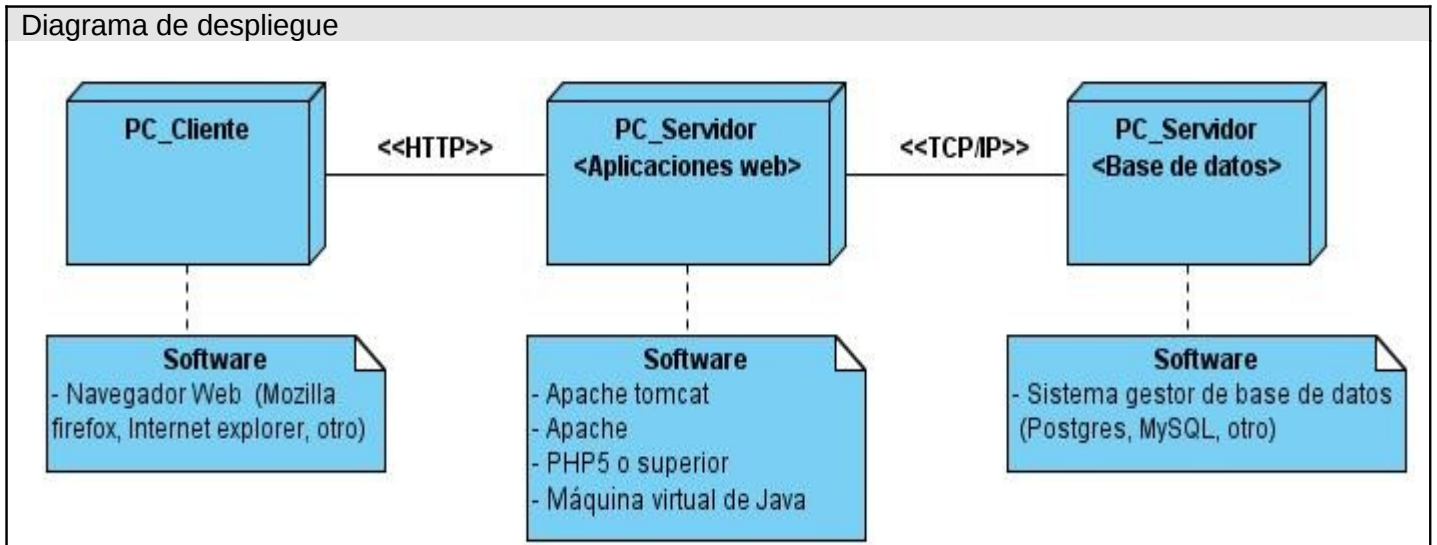 Diagrama de despliegue
PC_Cliente
<<HTTP>>
PC_Servidor
<Aplicaciones web>
<<TCP/IP>>
PC_Servidor
<Base de datos>
Software
- Navegador Web (Mozilla
firefox, Internet explorer, otro)
Software
- Apache tomcat
- Apache
- PHP5 o superior
- Máquina virtual de Java
Software
- Sistema gestor de base de datos
(Postgres, MySQL, otro)